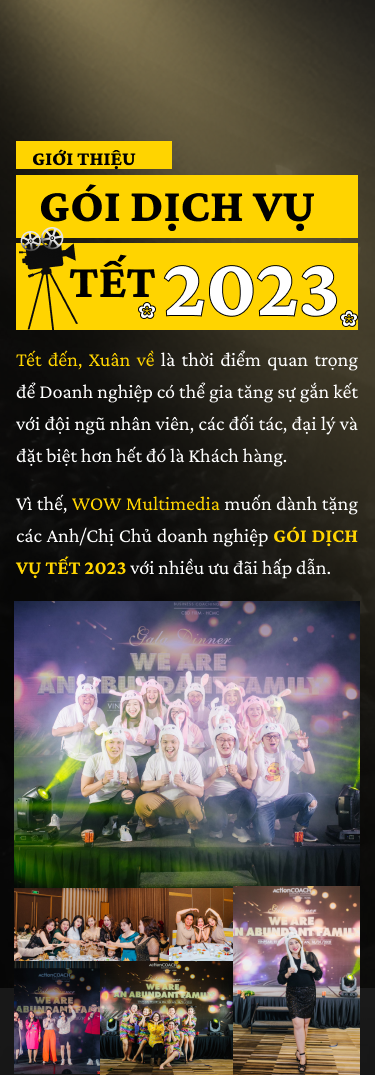 GIỚI THIỆU
GÓI DỊCH VỤ
TẾT 2023
Tết đến, Xuân về là thời điểm quan trọng
để Doanh nghiệp có thể gia tăng sự gắn kết
với đội ngũ nhân viên, các đối tác, đại lý và
đặt biệt hơn hết đó là Khách hàng.
Vì thế, WOW Multimedia muốn dành tặng
các Anh/Chị Chủ doanh nghiệp GÓI DỊCH
VỤ TẾT 2023 với nhiều ưu đãi hấp dẫn.
Gala Dinner
WE ARE
AN ABUNDANT FAMILY
actionCOACH
WE ARE
AN ABUNDANT FAMILY
actionCOACH
WE ARE
actionCOACH
WE ARE
AN ABUNDANT FAMILY